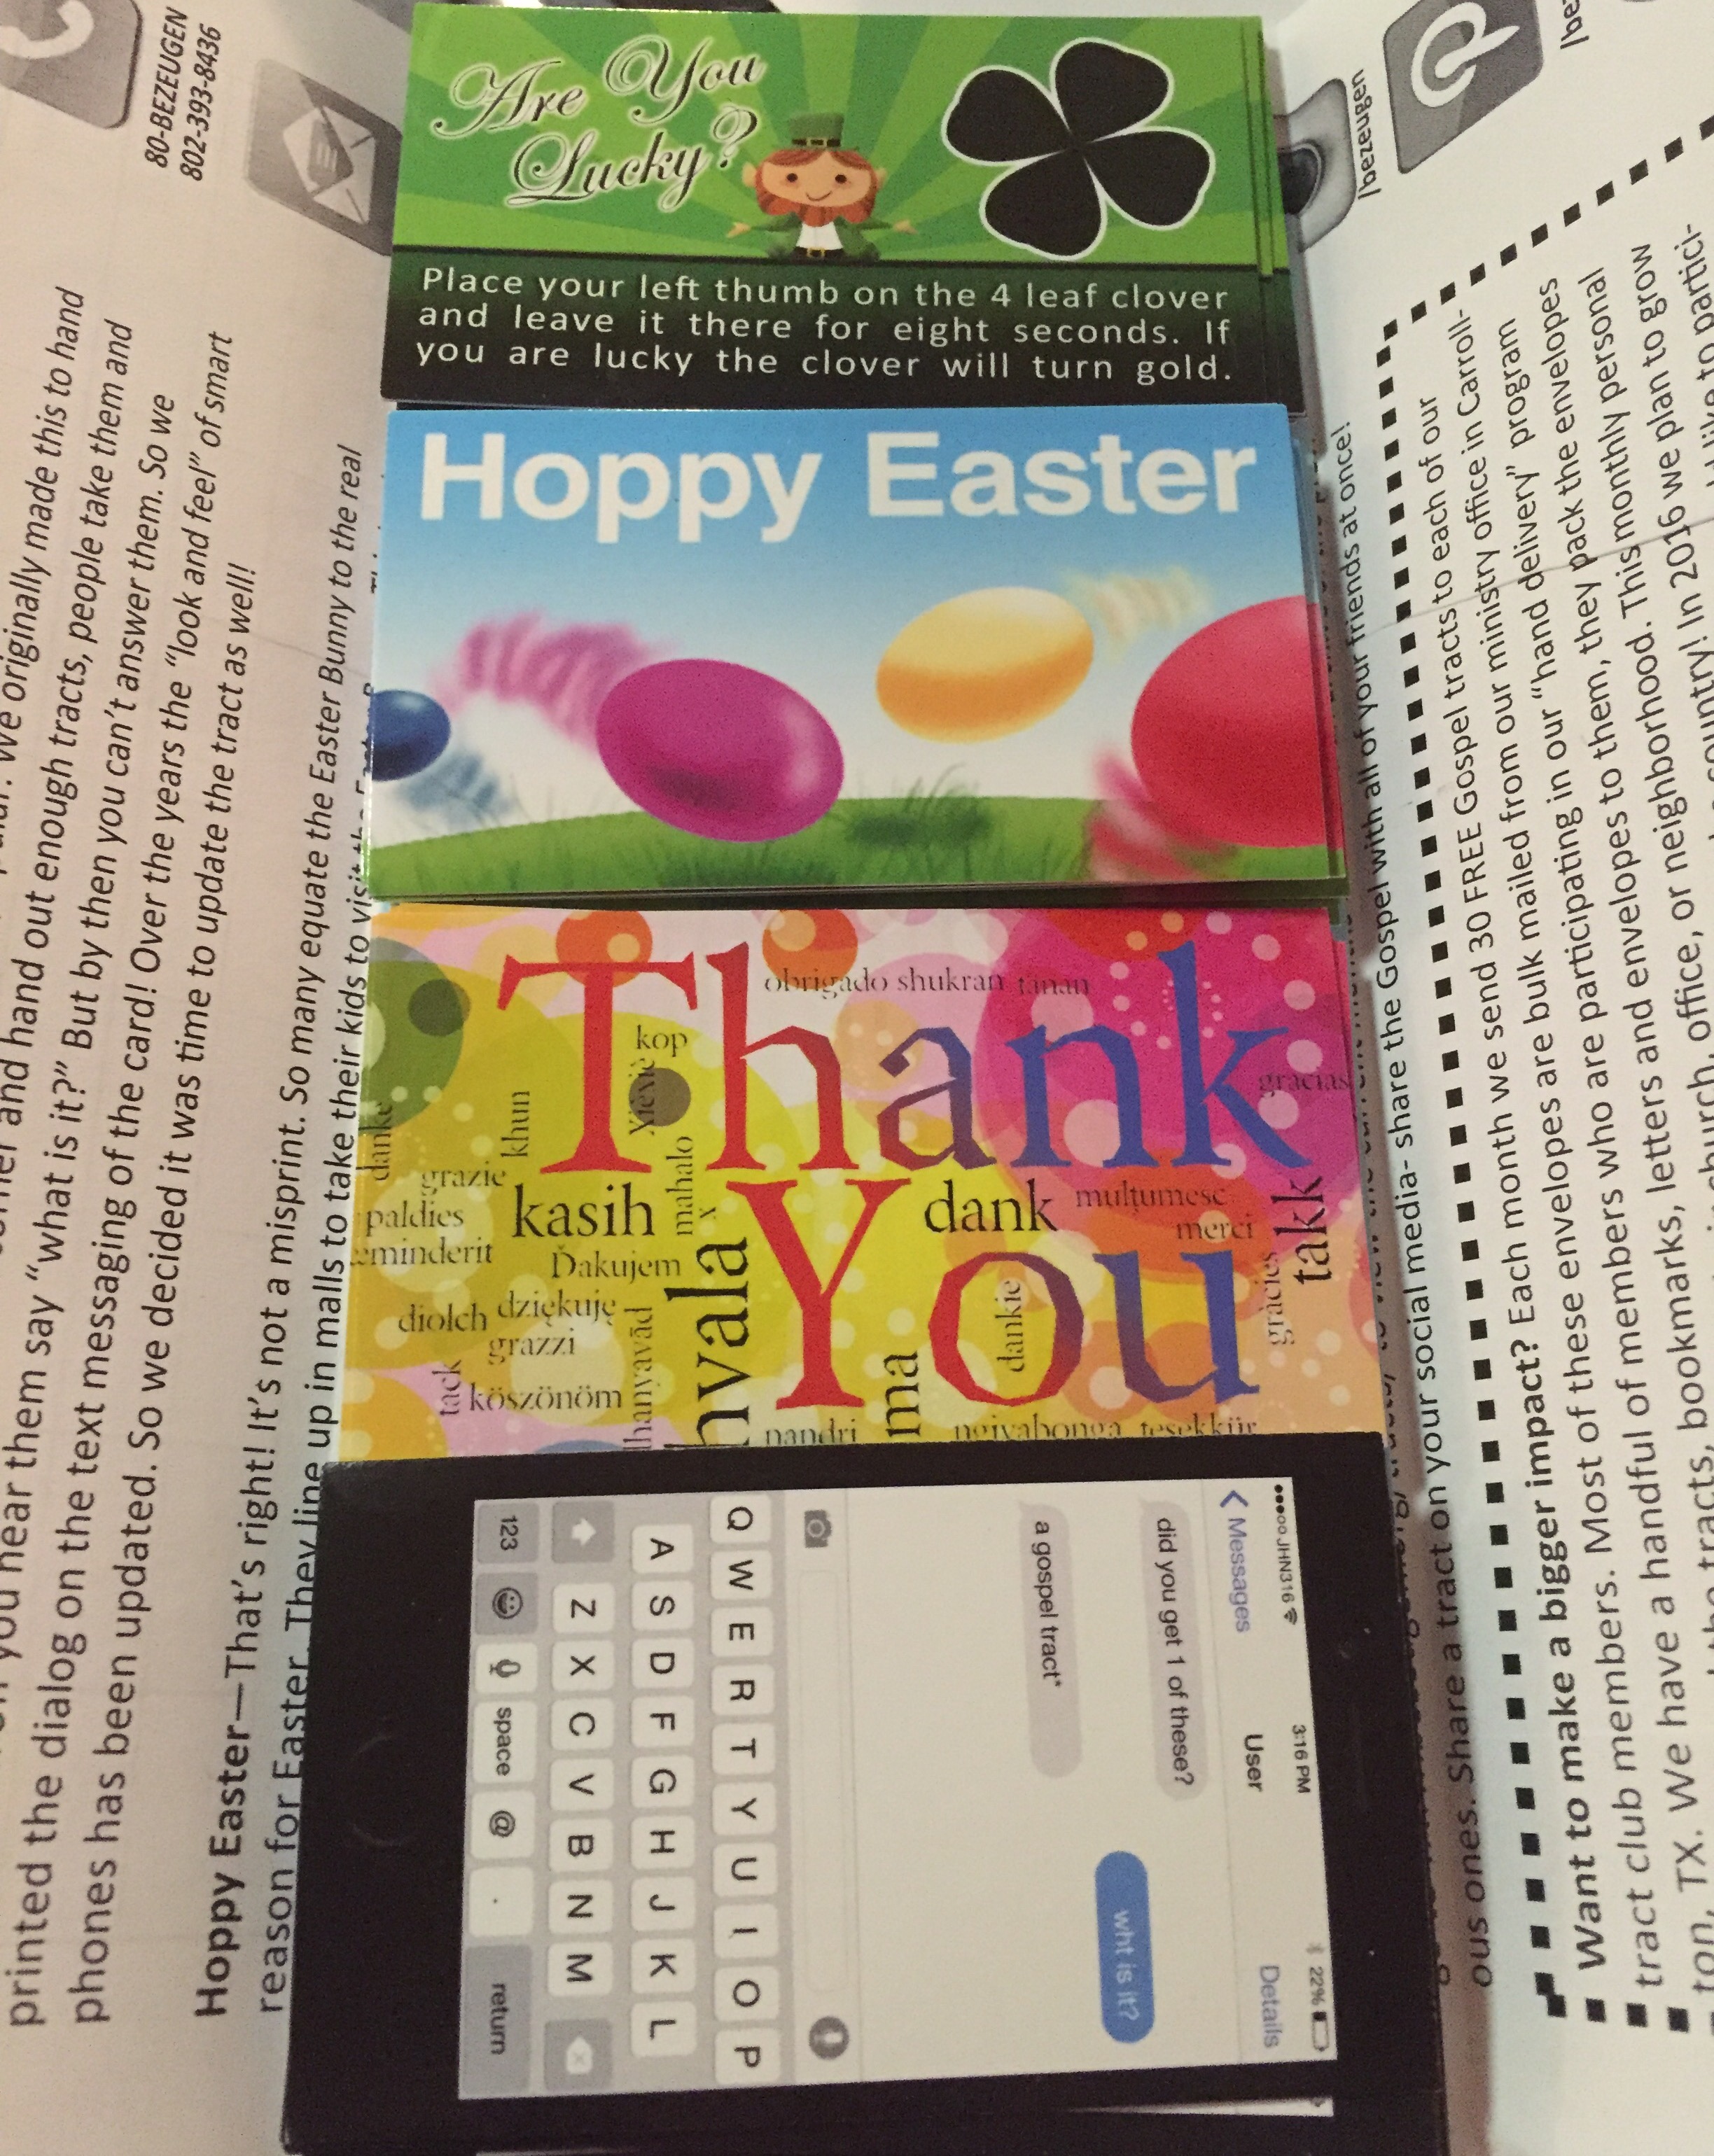 80-BEZEUGEN
802-393-8436
We originally made this to hand
and hand out enough tracts, people take them and
you hear them say "what is it?" But by then you can't answer them. So we
printed the dialog on the text messaging of the card! Over the years the "look and feel" of smart
phones has been updated. So we decided it was time to update the tract as well!
Hoppy Easter—That's right! It's not a misprint. So many equate the Easter Bunny to the real
reason for Easter. They line up in malls to take their kids to visit the
Are You
Lucky?
Place your left thumb on the 4 leaf clover
and leave it there for eight seconds. If
you are lucky the clover will turn gold.
Hoppy Easter
Thank
You
obrigado shukran tanan
kop
xièxie
gracias
danke
khun
grazie
kasih
mahalo
dank
mulțumesc
merci
takk
paldies
Ďakujem
hvala
diolch dziękuję
grazzi
dankie
gràcies
tack
köszönöm
ma
nandri
ngiyabonga teşekkür
JHN316
3:16 PM
22%
Messages
User
Details
did you get 1 of these?
wht is it?
a gospel tract*
Q W E R T Y U I O P
A S D F G H J K L
Z X C V B N M
123
space
@
.
return
/bezeugen
friends at once!
share the Gospel with all of your
ous ones. Share a tract on your social media-
Want to make a bigger impact? Each month we send 30 FREE Gospel tracts to each of our
tract club members. Most of these envelopes are bulk mailed from our ministry office in Carroll-
ton, TX. We have a handful of members who are participating in our "hand delivery" program
the tracts, bookmarks, letters and envelopes to them, they pack the envelopes
church, office, or neighborhood. This monthly personal
country! In 2016 we plan to grow
like to partici-